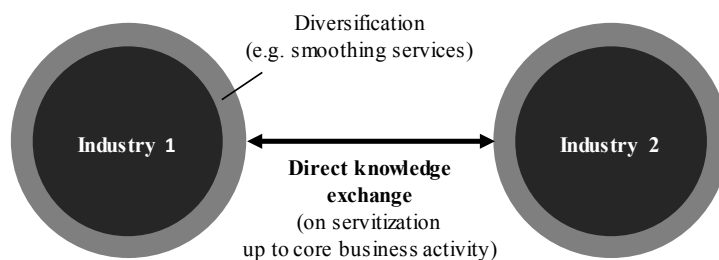 Diversification
(e.g. smoothing services)
Industry 1
Industry 2
Direct knowledge
exchange
(on servitization
up to core business activity)